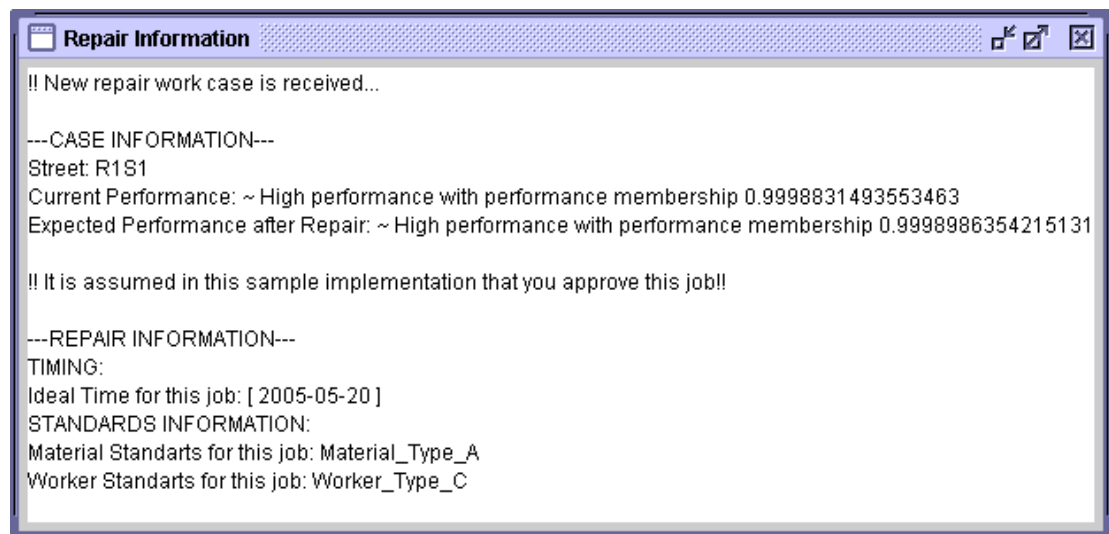 Repair Information
!! New repair work case is received...
---CASE INFORMATION---
Street: R1S1
Current Performance: ~ High performance with performance membership 0.9998831493553463
Expected Performance after Repair: ~ High performance with performance membership 0.9998986354215131
!! It is assumed in this sample implementation that you approve this job!!
---REPAIR INFORMATION---
TIMING:
Ideal Time for this job: [ 2005-05-20 ]
STANDARDS INFORMATION:
Material Standarts for this job: Material_Type_A
Worker Standarts for this job: Worker_Type_C